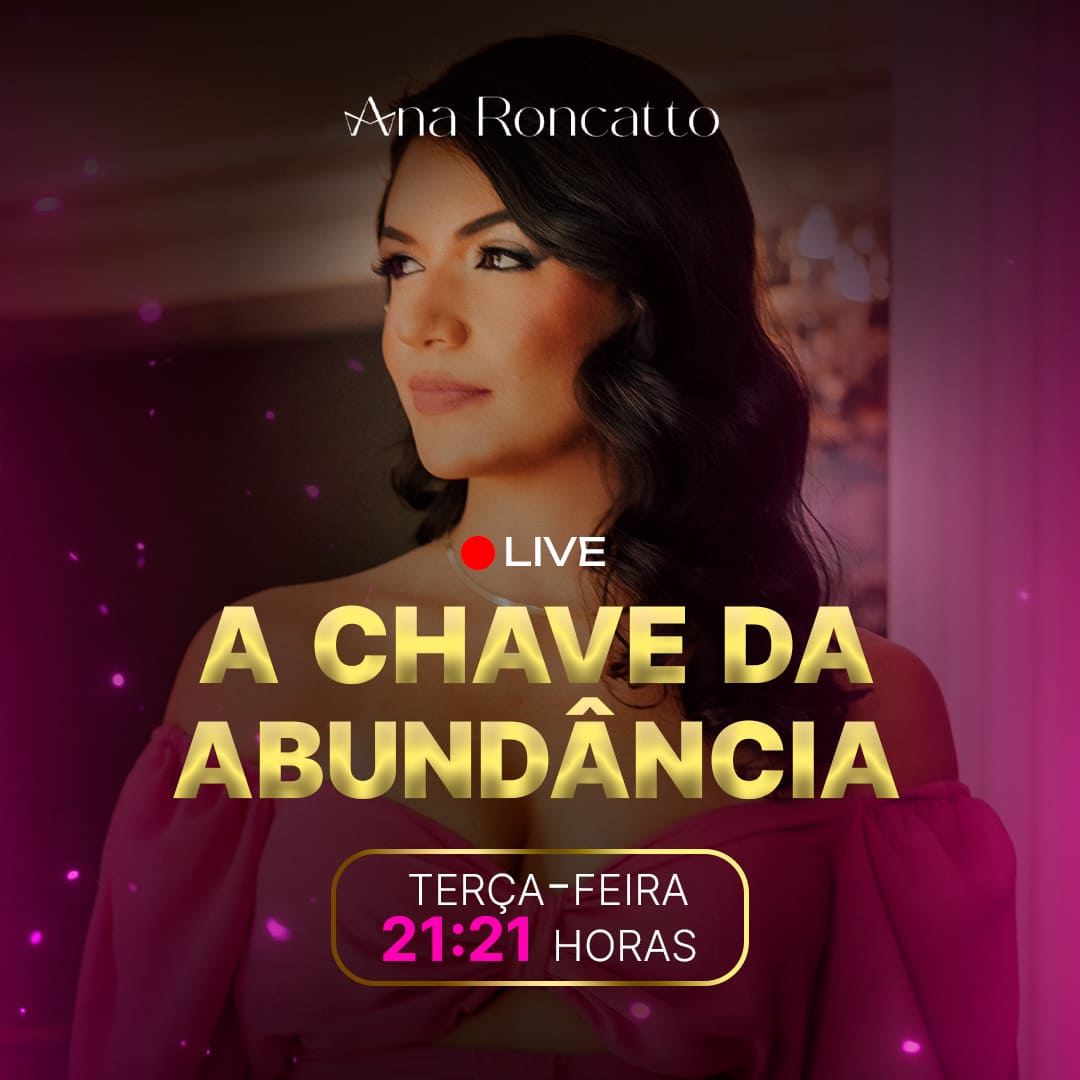 Ana Roncatto
LIVE
A CHAVE DA
ABUNDÂNCIA
TERÇA-FEIRA
21:21 HORAS